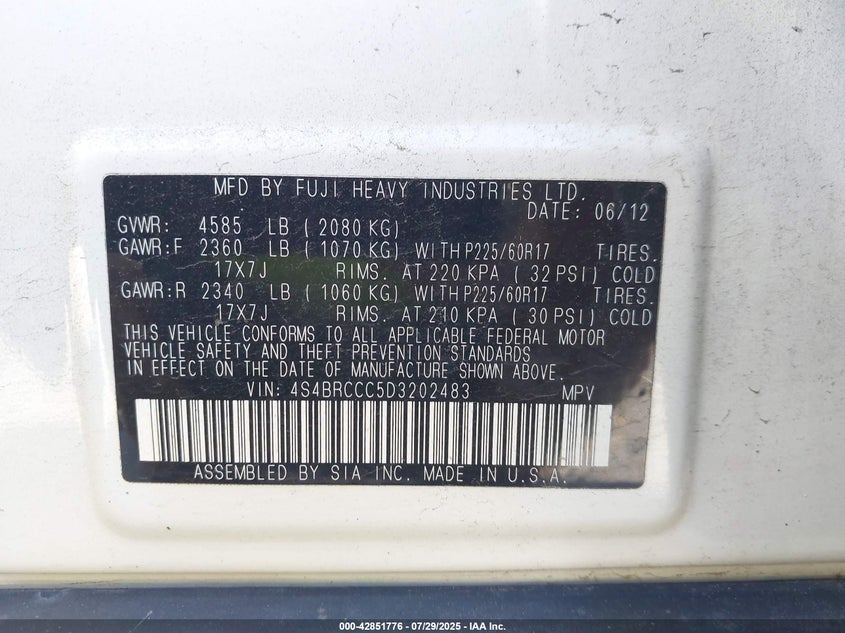 MFD BY FUJI HEAVY INDUSTRIES LTD.
DATE: 06/12
GVWR: 4585 LB ( 2080 KG)
GAWR:F 2360 LB ( 1070 KG) WITH P225/60R17 TIRES.
17X7J RIMS. AT 220 KPA ( 32 PSI) COLD
GAWR:R 2340 LB ( 1060 KG) WITH P225/60R17 TIRES.
17X7J RIMS. AT 210 KPA ( 30 PSI) COLD
THIS VEHICLE CONFORMS TO ALL APPLICABLE FEDERAL MOTOR
VEHICLE SAFETY AND THEFT PREVENTION STANDARDS
IN EFFECT ON THE DATE OF MANUFACTURE SHOWN ABOVE.
VIN: 4S4BRCCC5D3202483 MPV
ASSEMBLED BY SIA INC. MADE IN U.S.A.
000-42851776 - 07/29/2025 - IAA Inc.